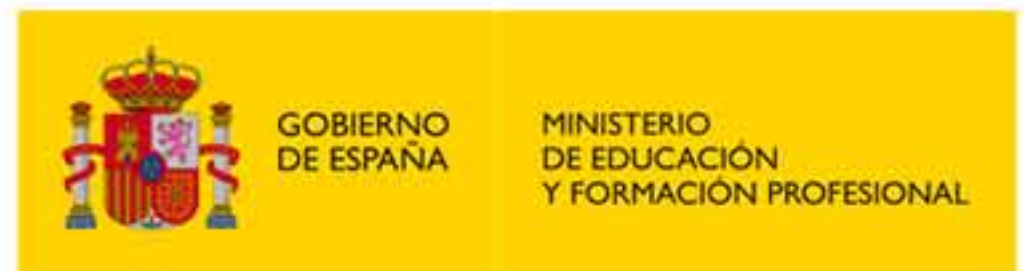 GOBIERNO
DE ESPAÑA
MINISTERIO
DE EDUCACIÓN
Y FORMACIÓN PROFESIONAL